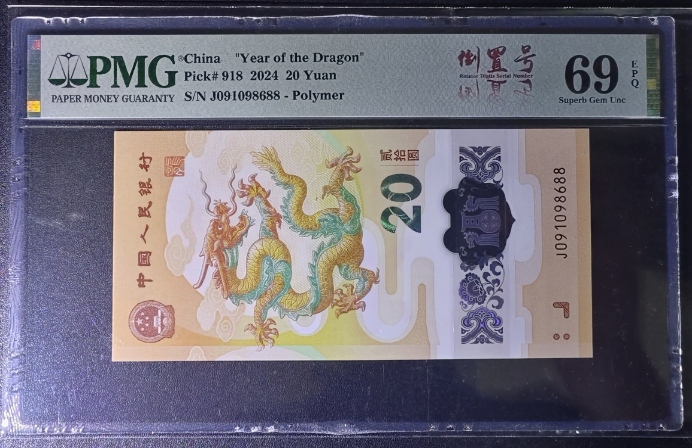 PMG®
PAPER MONEY GUARANTY
China "Year of the Dragon"
Pick# 918 2024 20 Yuan
S/N J091098688 - Polymer
倒置号
Rotator Digits Serial Number
69
EPQ
Superb Gem Unc
中国人民银行
贰拾圆
20
J091098688